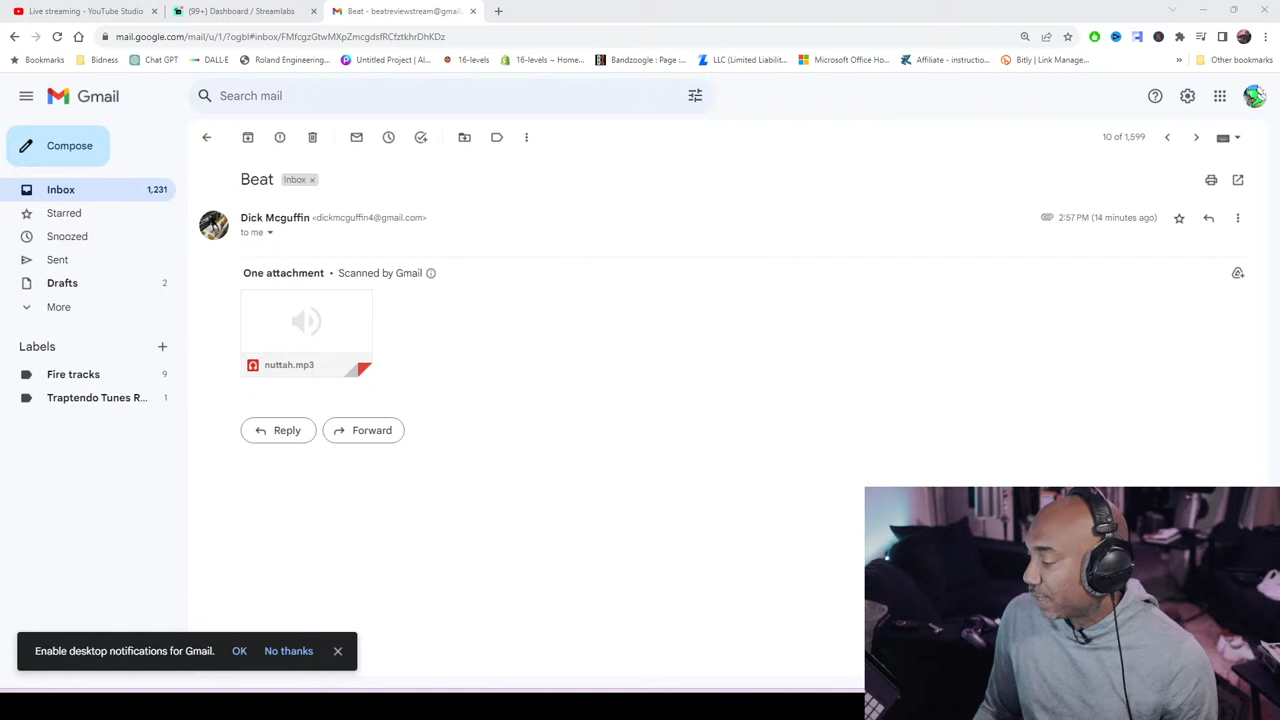 Live streaming - YouTube Studio
(99+) Dashboard / Streamlabs
Beat - beatreviewstream@gmail.
mail.google.com/mail/u/1/?ogbl#inbox/FMfcgzGtwMXpZmcgdsfRCfztkhrDhKDz
Bookmarks
Bidness
Chat GPT
DALL-E
Roland Engineering...
Untitled Project | Al...
16-levels
16-levels ~ Home...
Bandzoogle : Page :...
LLC (Limited Liabilit...
Microsoft Office Ho...
Affiliate - instructio...
Bitly | Link Manage...
»
Other bookmarks
Gmail
Search mail
Compose
10 of 1,599
Inbox 1,231
Starred
Snoozed
Sent
Drafts 2
More
Labels +
Fire tracks 9
Traptendo Tunes R... 1
Beat Inbox ×
Dick Mcguffin <dickmcguffin4@gmail.com>
2:57 PM (14 minutes ago)
to me
One attachment • Scanned by Gmail
nuttah.mp3
Reply
Forward
Enable desktop notifications for Gmail. OK No thanks